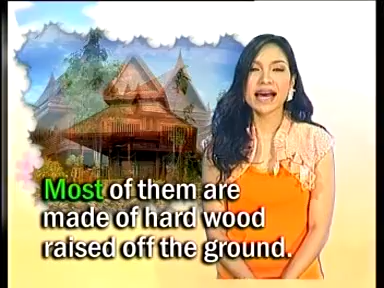 Most of them are
made of hard wood
raised off the ground.